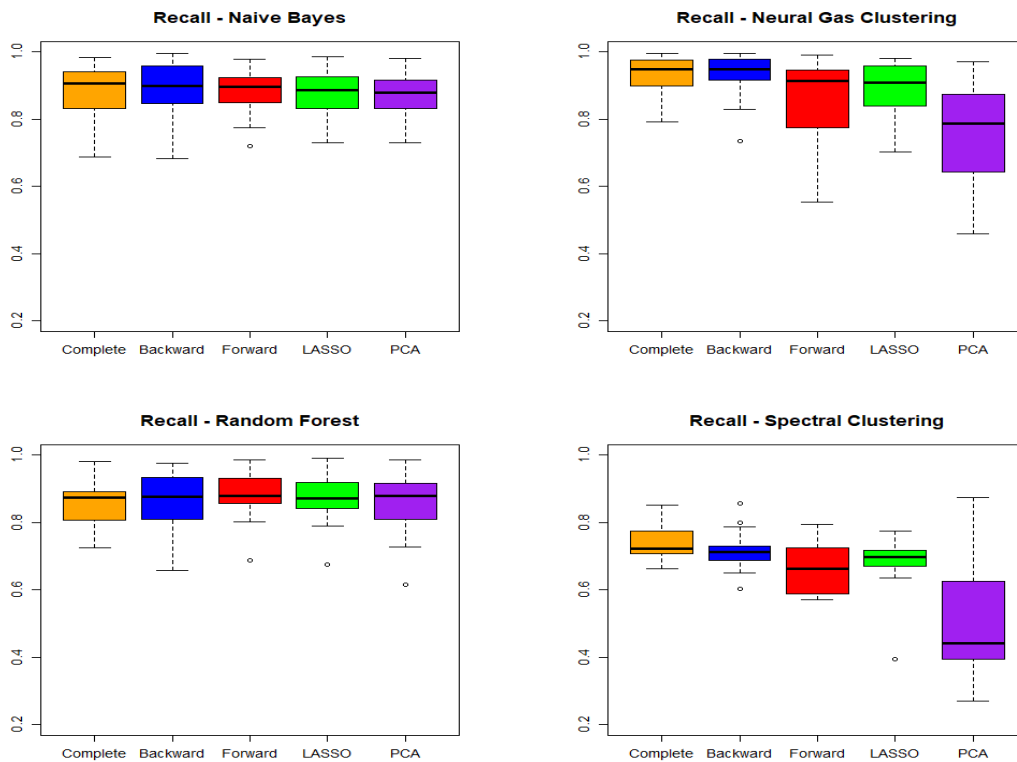 Recall - Naive Bayes
1.0
0.8
0.6
0.4
0.2
Complete Backward Forward LASSO PCA
Recall - Neural Gas Clustering
1.0
0.8
0.6
0.4
0.2
Complete Backward Forward LASSO PCA
Recall - Random Forest
1.0
0.8
0.6
0.4
0.2
Complete Backward Forward LASSO PCA
Recall - Spectral Clustering
1.0
0.8
0.6
0.4
0.2
Complete Backward Forward LASSO PCA